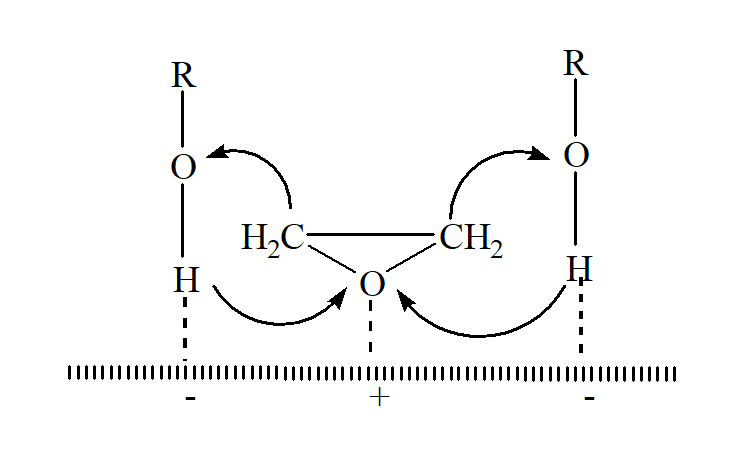 R R
O O
H₂C CH₂
H O H
- + -